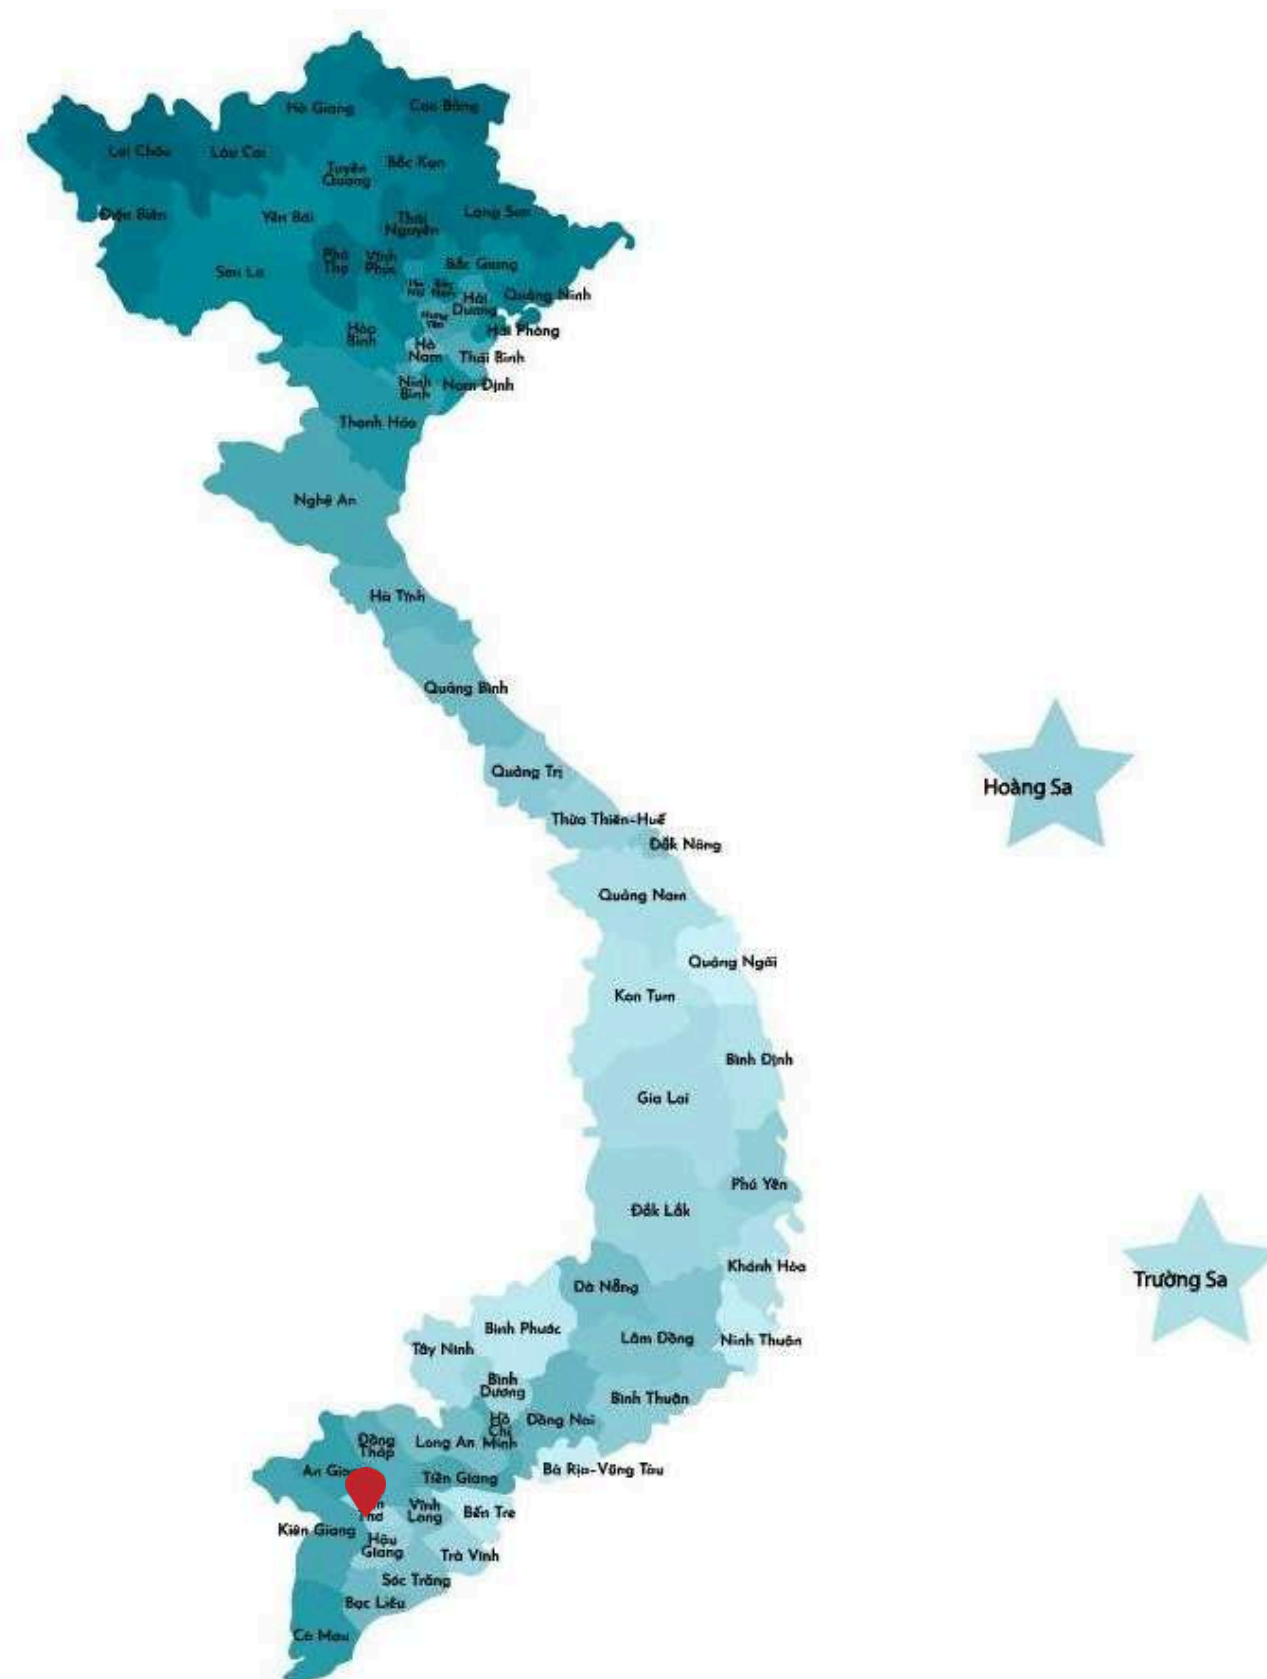 Hà Giang
Cao Bằng
Lai Châu
Lào Cai
Tuyên
Quang
Bắc Kạn
Điện Biên
Yên Bái
Thái
Nguyên
Lạng Sơn
Sơn La
Phú
Thọ
Vĩnh
Phúc
Bắc Giang
Hải
Dương
Quảng Ninh
Hưng
Yên
Hải Phòng
Hòa
Bình
Hà
Nam
Thái Bình
Ninh
Bình
Nam Định
Thanh Hóa
Nghệ An
Hà Tĩnh
Quảng Bình
Quảng Trị
Hoàng Sa
Thừa Thiên-Huế
Đắk Nông
Quảng Nam
Quảng Ngãi
Kon Tum
Bình Định
Gia Lai
Phú Yên
Đắk Lắk
Khánh Hòa
Trường Sa
Đà Nẵng
Bình Phước
Lâm Đồng
Ninh Thuận
Tây Ninh
Bình
Dương
Bình Thuận
Hồ
Chí
Minh
Đồng Nai
Đồng
Tháp
Long An
An Gia
Tiền Giang
Bà Rịa-Vũng Tàu
Thơ
Vĩnh
Long
Bến Tre
Kiên Giang
Hậu
Giang
Trà Vinh
Sóc Trăng
Bạc Liêu
Cà Mau